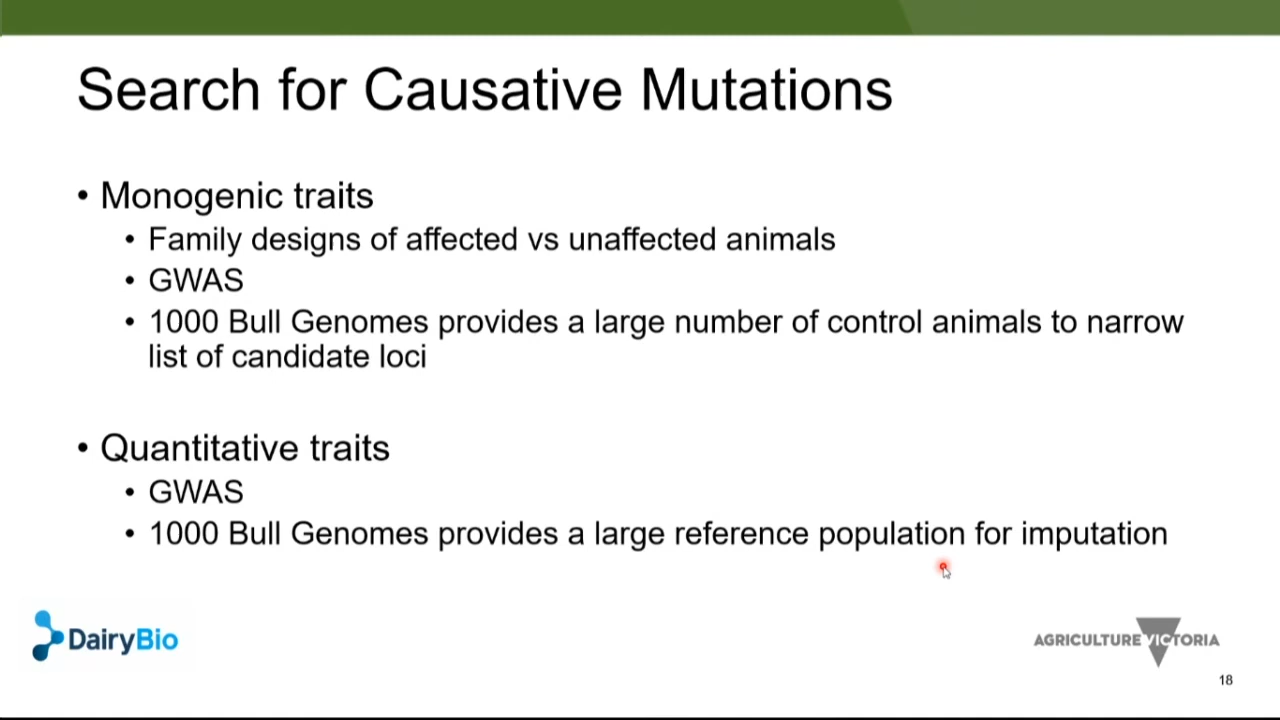 Search for Causative Mutations
• Monogenic traits
• Family designs of affected vs unaffected animals
• GWAS
• 1000 Bull Genomes provides a large number of control animals to narrow
list of candidate loci
• Quantitative traits
• GWAS
• 1000 Bull Genomes provides a large reference population for imputation
DairyBio
AGRICULTURE VICTORIA
18